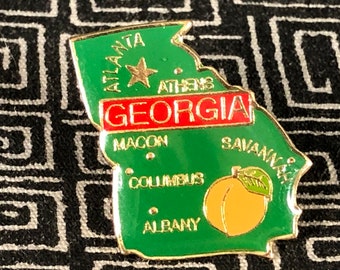 ATLANTA
ATHENS
GEORGIA
MACON
SAVANNAH
COLUMBUS
ALBANY